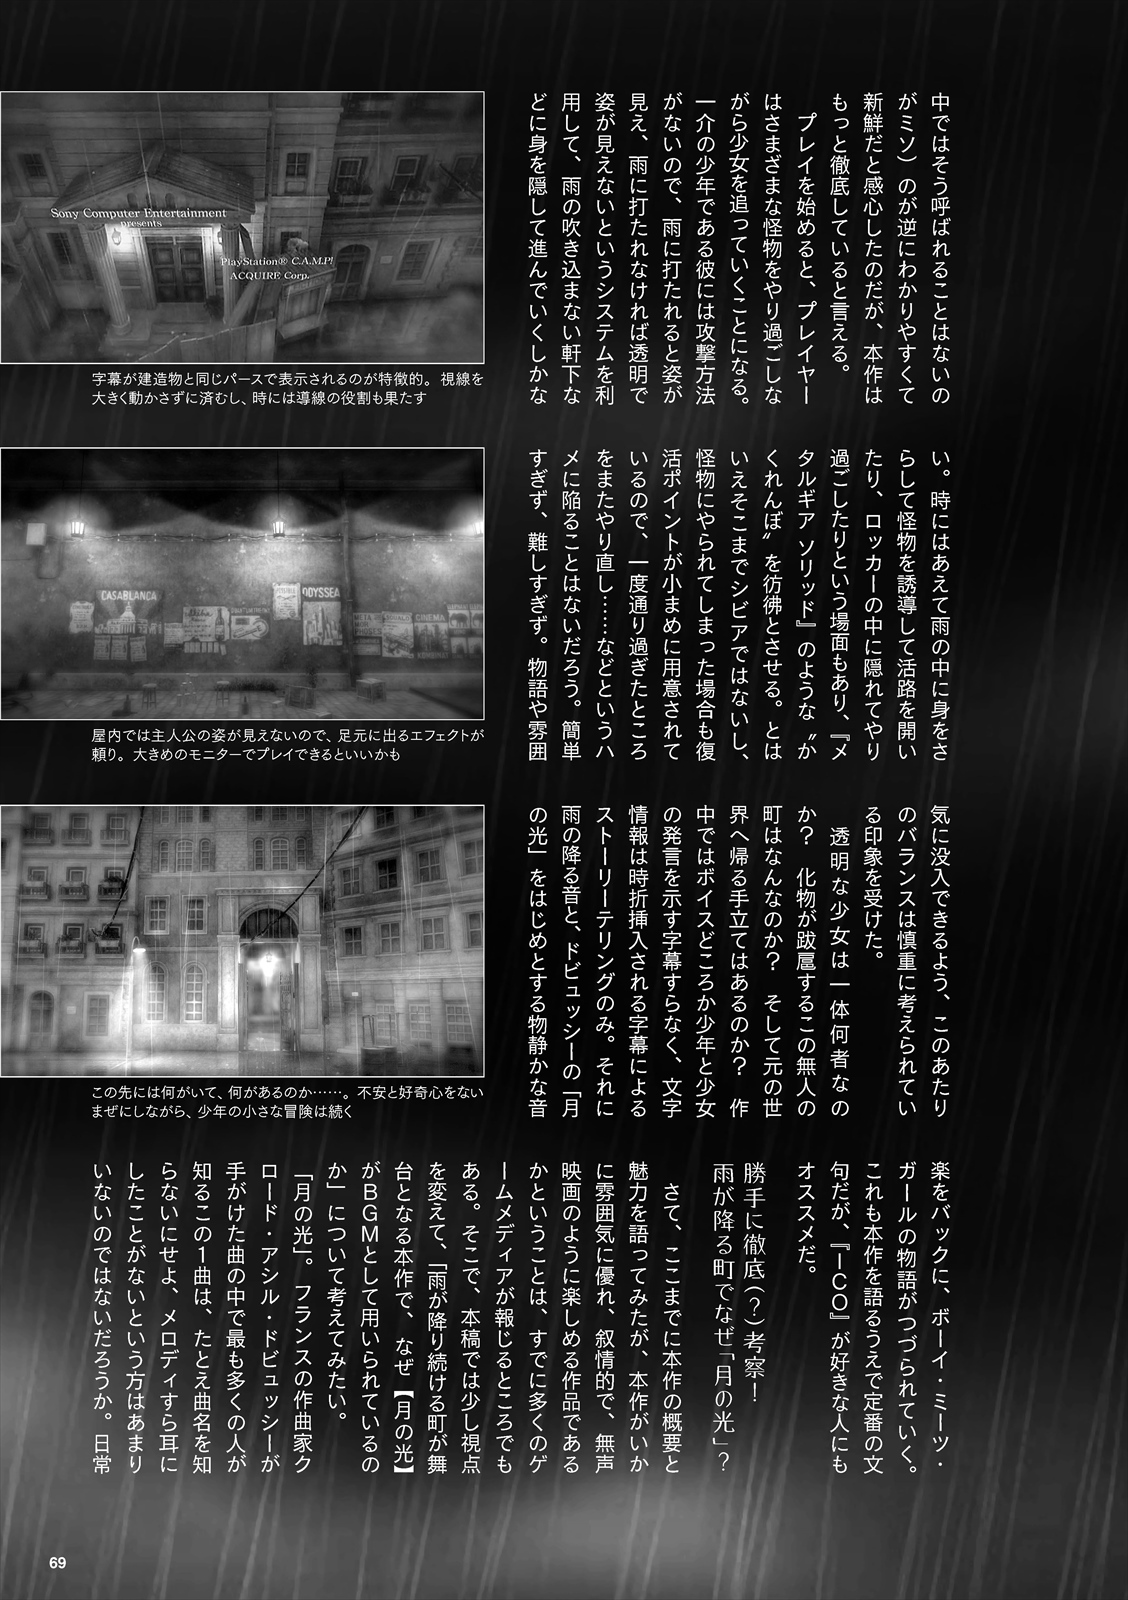 中ではそう呼ばれることはないの
がミソ）のが逆にわかりやすくて
新鮮だと感心したのだが、本作は
もっと徹底していると言える。
　プレイを始めると、プレイヤー
はさまざまな怪物をやり過ごしな
がら少女を追っていくことになる。
一介の少年である彼には攻撃方法
がないので、雨に打たれると姿が
見え、雨に打たれなければ透明で
姿が見えないというシステムを利
用して、雨の吹き込まない軒下な
どに身を隠して進んでいくしかな
い。時にはあえて雨の中に身をさ
らして怪物を誘導して活路を開い
たり、ロッカーの中に隠れてやり
過ごしたりという場面もあり、『メ
タルギア ソリッド』のような〝か
くれんぼ〟を彷彿とさせる。とは
いえそこまでシビアではないし、
怪物にやられてしまった場合も復
活ポイントが小まめに用意されて
いるので、一度通り過ぎたところ
をまたやり直し……などというハ
メに陥ることはないだろう。簡単
すぎず、難しすぎず。物語や雰囲
気に没入できるよう、このあたり
のバランスは慎重に考えられてい
る印象を受けた。
　透明な少女は一体何者なの
か？　化物が跋扈するこの無人の
町はなんなのか？　そして元の世
界へ帰る手立てはあるのか？　作
中ではボイスどころか少年と少女
の発言を示す字幕すらなく、文字
情報は時折挿入される字幕による
ストーリーテリングのみ。それに
雨の降る音と、ドビュッシーの「月
の光」をはじめとする物静かな音
楽をバックに、ボーイ・ミーツ・
ガールの物語がつづられていく。
これも本作を語るうえで定番の文
句だが、『ICO』が好きな人にも
オススメだ。
勝手に徹底(？)考察！
雨が降る町でなぜ「月の光」？
　さて、ここまでに本作の概要と
魅力を語ってみたが、本作がいか
に雰囲気に優れ、叙情的で、無声
映画のように楽しめる作品である
かということは、すでに多くのゲ
ームメディアが報じるところでも
ある。そこで、本稿では少し視点
を変えて、「雨が降り続ける町が舞
台となる本作で、なぜ【月の光】
がBGMとして用いられているの
か」について考えてみたい。
「月の光」。フランスの作曲家ク
ロード・アシル・ドビュッシーが
手がけた曲の中で最も多くの人が
知るこの1曲は、たとえ曲名を知
らないにせよ、メロディすら耳に
したことがないという方はあまり
いないのではないだろうか。日常
Sony Computer Entertainment
presents
PlayStation® C.A.M.P!
ACQUIRE Corp.
字幕が建造物と同じパースで表示されるのが特徴的。視線を
大きく動かさずに済むし、時には導線の役割も果たす
CASABLANCA
ODYSSEA
CINEMA
屋内では主人公の姿が見えないので、足元に出るエフェクトが
頼り。大きめのモニターでプレイできるといいかも
この先には何がいて、何があるのか……。不安と好奇心をない
まぜにしながら、少年の小さな冒険は続く
69